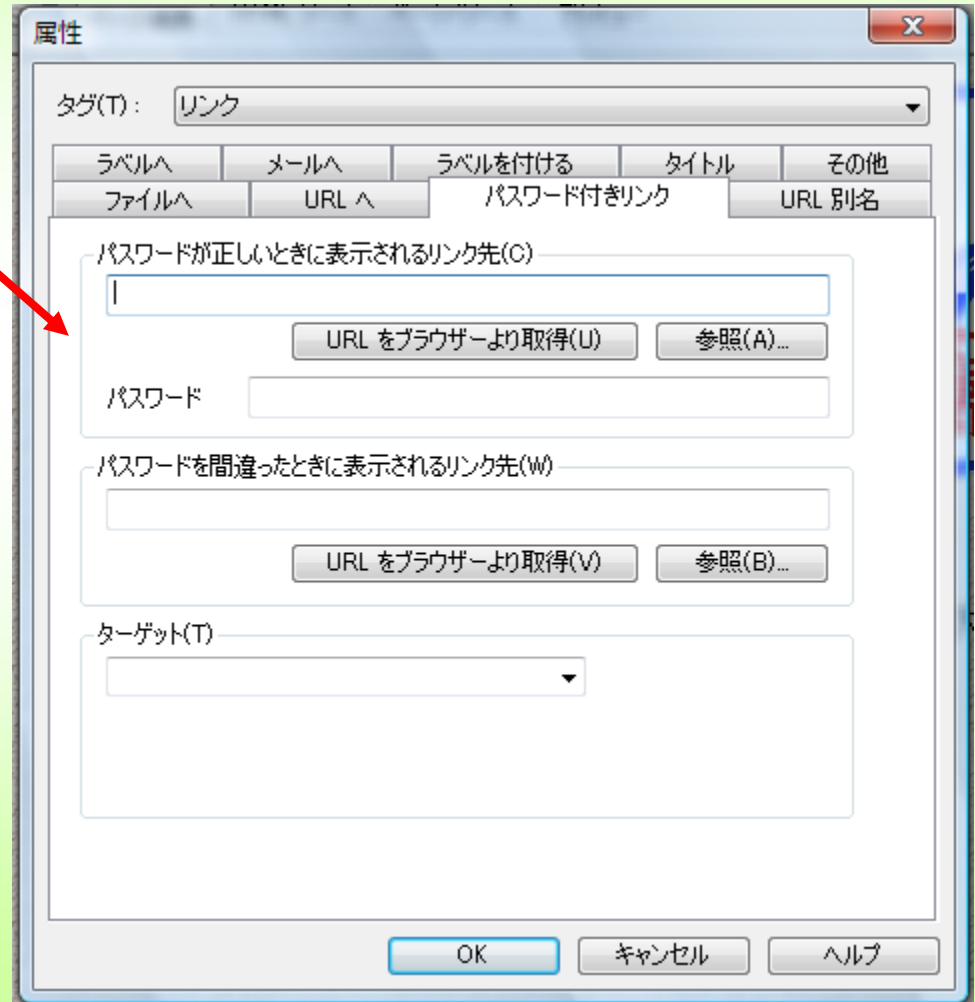 属性
タグ(T): リンク
ラベルへ メールへ ラベルを付ける タイトル その他
ファイルへ URL へ パスワード付きリンク URL 別名
パスワードが正しいときに表示されるリンク先(C)
URL をブラウザーより取得(U) 参照(A)...
パスワード
パスワードを間違ったときに表示されるリンク先(W)
URL をブラウザーより取得(V) 参照(B)...
ターゲット(T)
OK キャンセル ヘルプ